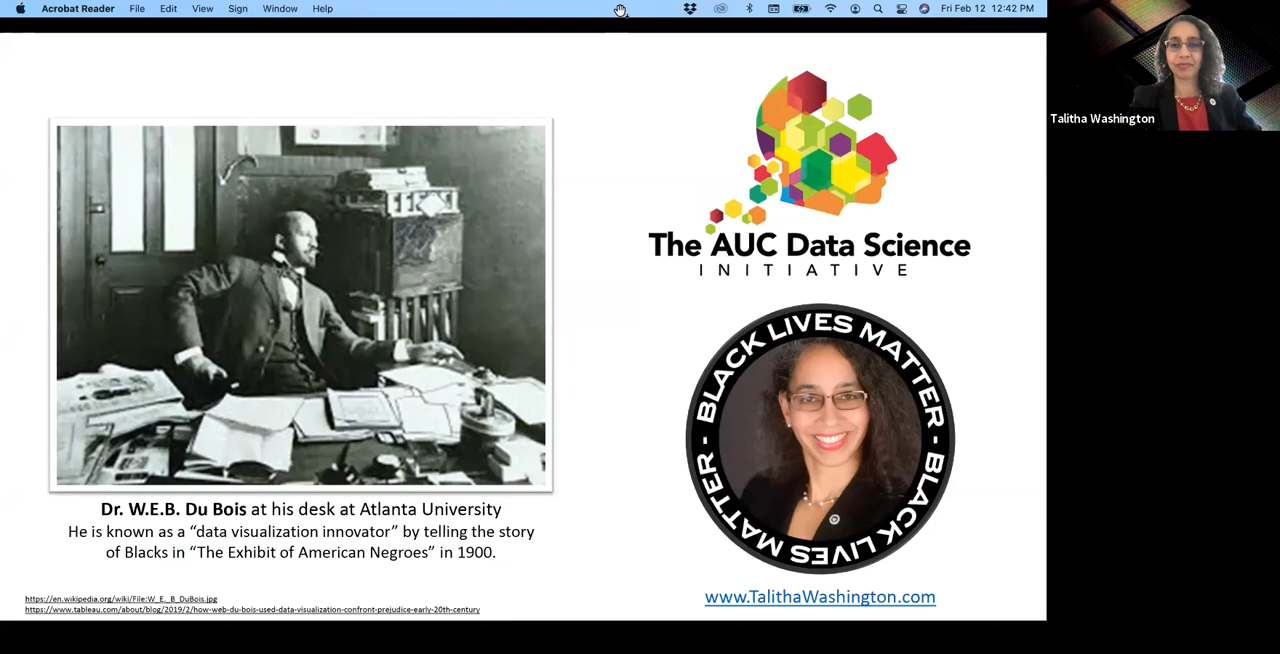 Acrobat Reader File Edit View Sign Window Help Fri Feb 12 12:42 PM
Talitha Washington
The AUC Data Science
INITIATIVE
BLACK LIVES MATTER - BLACK LIVES MATTER -
Dr. W.E.B. Du Bois at his desk at Atlanta University
He is known as a “data visualization innovator” by telling the story
of Blacks in “The Exhibit of American Negroes” in 1900.
https://en.wikipedia.org/wiki/File:W_E._B_DuBois.jpg
https://www.tableau.com/about/blog/2019/2/how-web-du-bois-used-data-visualization-confront-prejudice-early-20th-century
www.TalithaWashington.com